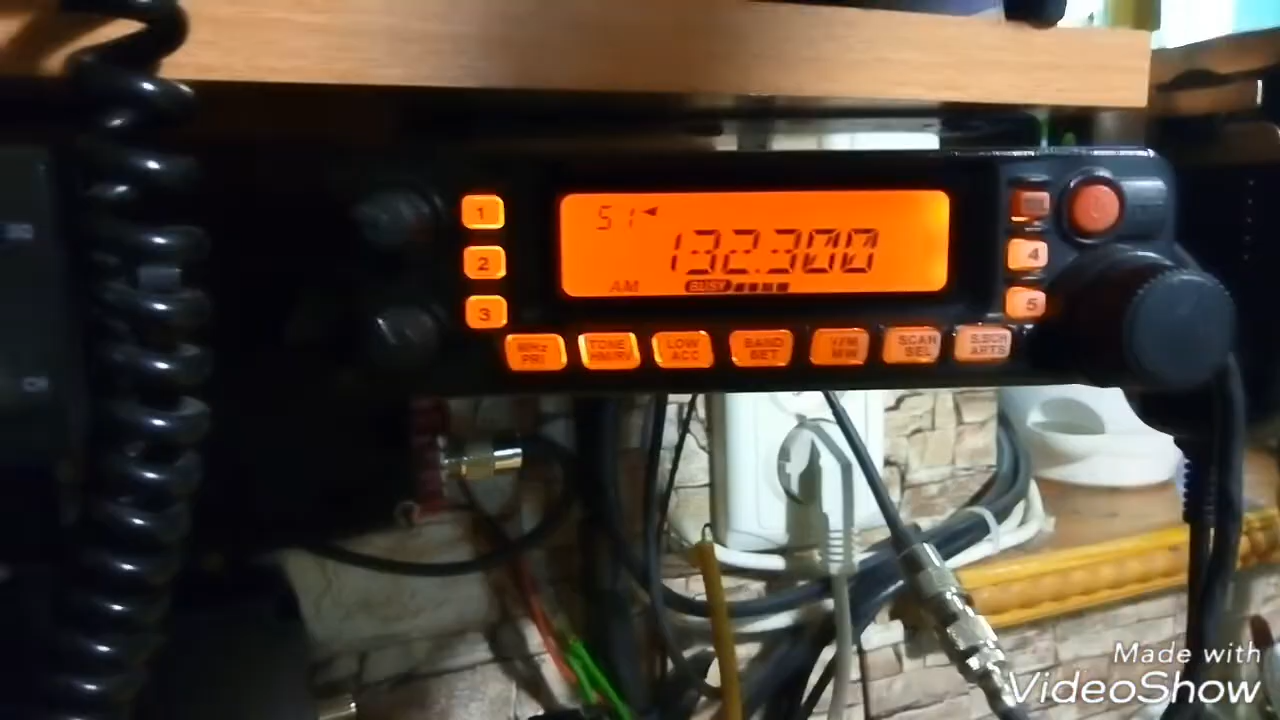 1
2
3
51
132.300
AM BUSY
4
5
MHz
PRI
TONE
HM/RV
LOW
ACC
BAND
SET
V/M
MW
SCAN
SEL
S.SCH
ARTS
Made with
VideoShow